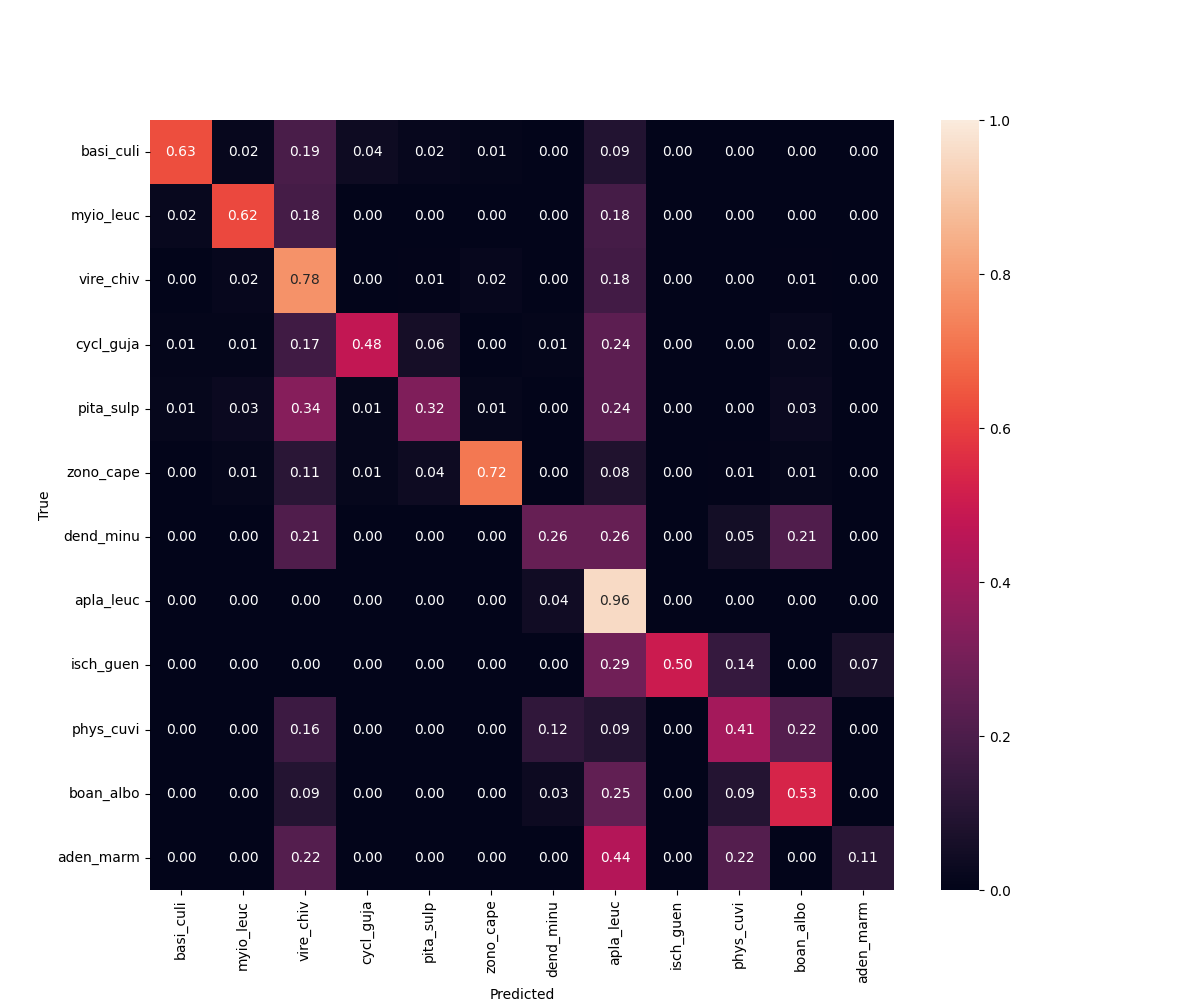 basi_culi 0.63 0.02 0.19 0.04 0.02 0.01 0.00 0.09 0.00 0.00 0.00 0.00
myio_leuc 0.02 0.62 0.18 0.00 0.00 0.00 0.00 0.18 0.00 0.00 0.00 0.00
vire_chiv 0.00 0.02 0.78 0.00 0.01 0.02 0.00 0.18 0.00 0.00 0.01 0.00
cycl_guja 0.01 0.01 0.17 0.48 0.06 0.00 0.01 0.24 0.00 0.00 0.02 0.00
pita_sulp 0.01 0.03 0.34 0.01 0.32 0.01 0.00 0.24 0.00 0.00 0.03 0.00
zono_cape 0.00 0.01 0.11 0.01 0.04 0.72 0.00 0.08 0.00 0.01 0.01 0.00
dend_minu 0.00 0.00 0.21 0.00 0.00 0.00 0.26 0.26 0.00 0.05 0.21 0.00
apla_leuc 0.00 0.00 0.00 0.00 0.00 0.00 0.04 0.96 0.00 0.00 0.00 0.00
isch_guen 0.00 0.00 0.00 0.00 0.00 0.00 0.00 0.29 0.50 0.14 0.00 0.07
phys_cuvi 0.00 0.00 0.16 0.00 0.00 0.00 0.12 0.09 0.00 0.41 0.22 0.00
boan_albo 0.00 0.00 0.09 0.00 0.00 0.00 0.03 0.25 0.00 0.09 0.53 0.00
aden_marm 0.00 0.00 0.22 0.00 0.00 0.00 0.00 0.44 0.00 0.22 0.00 0.11
True
basi_culi myio_leuc vire_chiv cycl_guja pita_sulp zono_cape dend_minu apla_leuc isch_guen phys_cuvi boan_albo aden_marm
Predicted
1.0
0.8
0.6
0.4
0.2
0.0